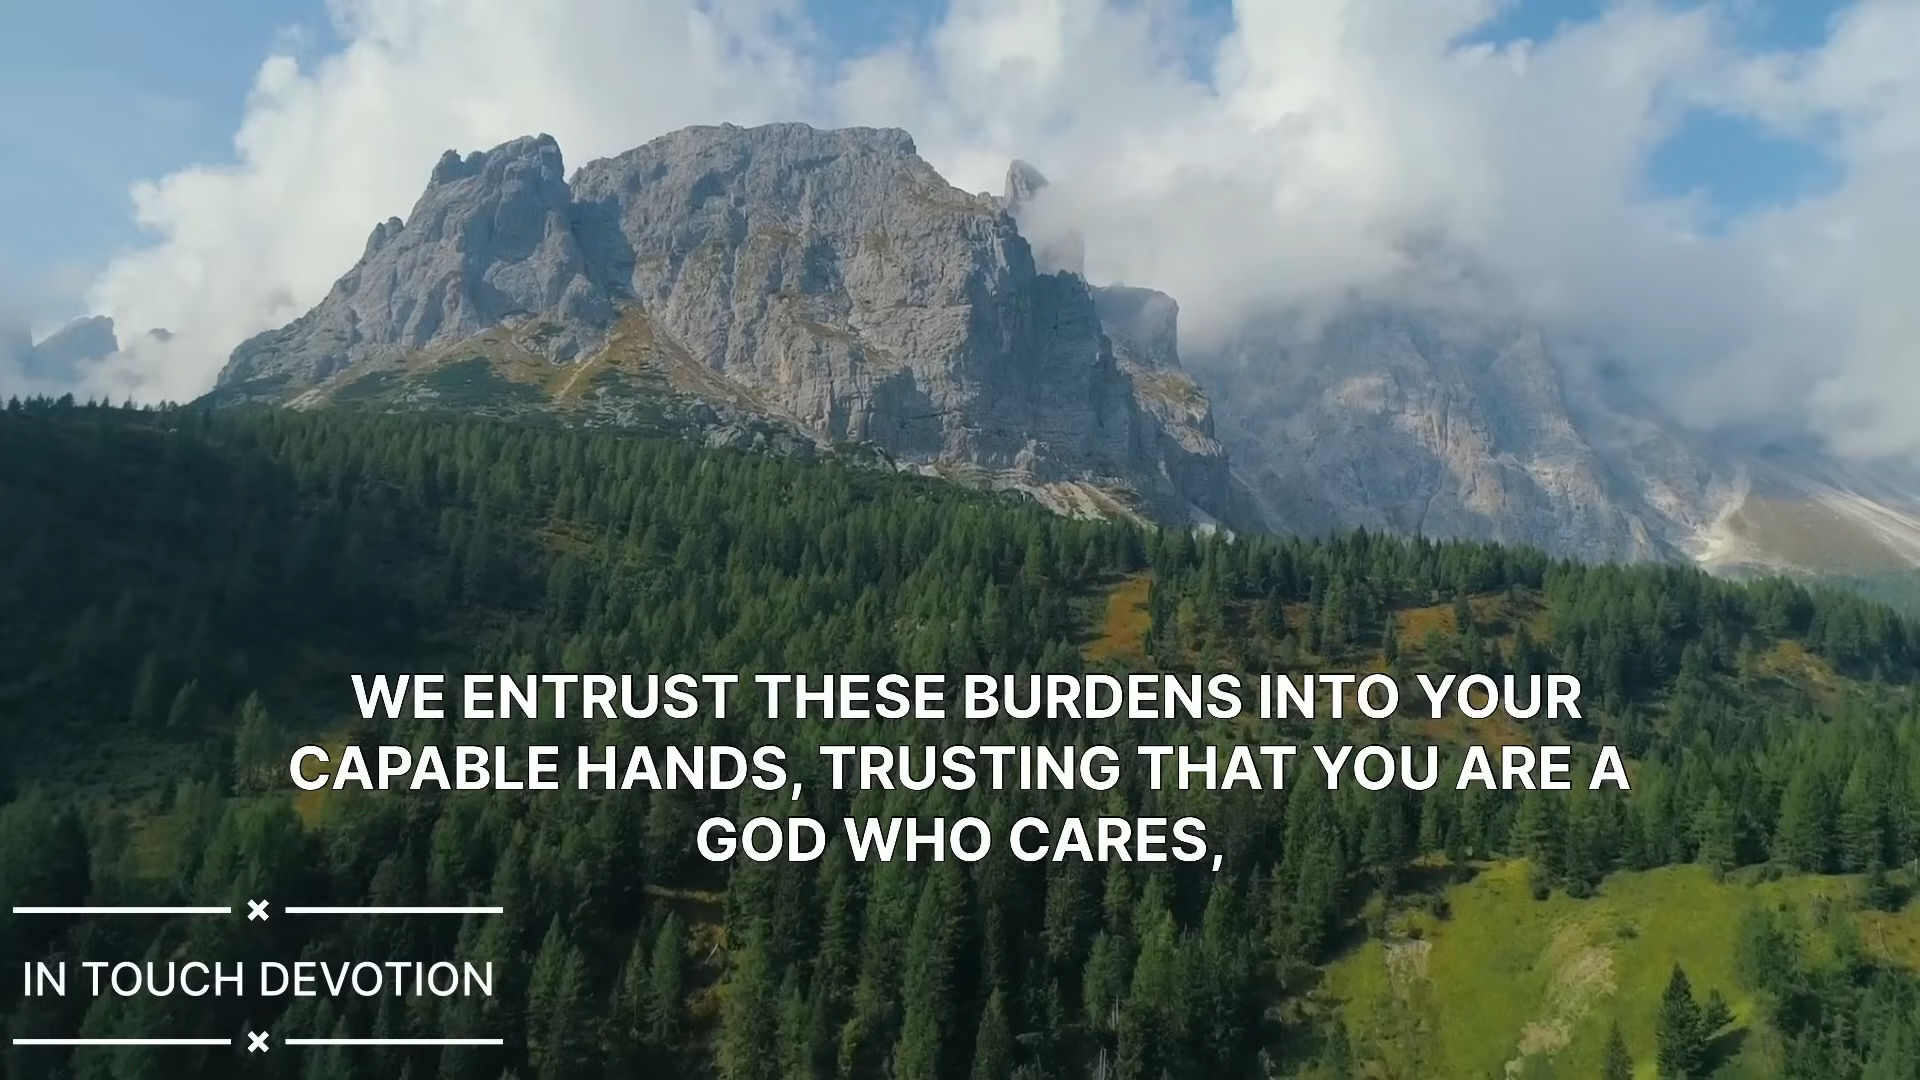 WE ENTRUST THESE BURDENS INTO YOUR
CAPABLE HANDS, TRUSTING THAT YOU ARE A
GOD WHO CARES,
IN TOUCH DEVOTION